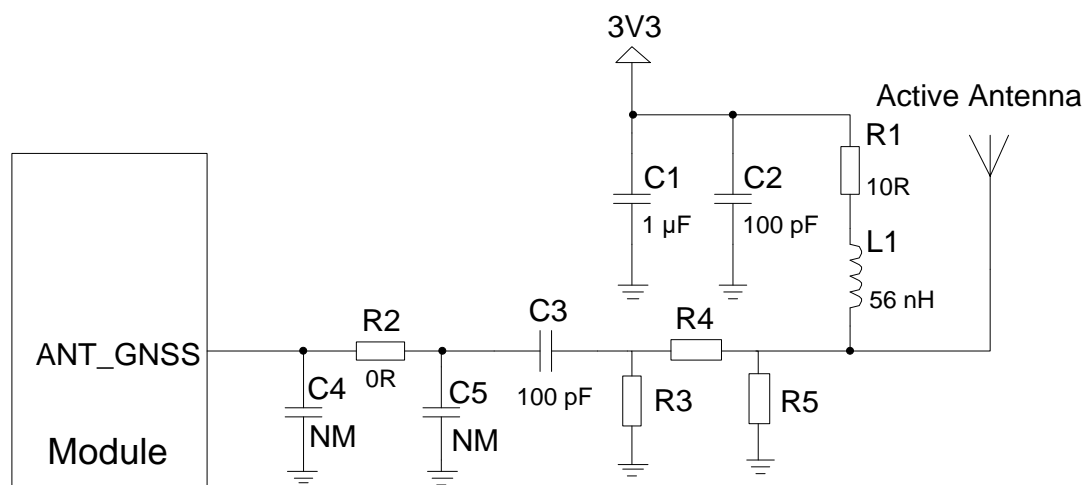 3V3
Active Antenna
R1
10R
C1
1 µF
C2
100 pF
L1
56 nH
C3
100 pF
R2
0R
R4
ANT_GNSS
C4
NM
C5
NM
R3
R5
Module